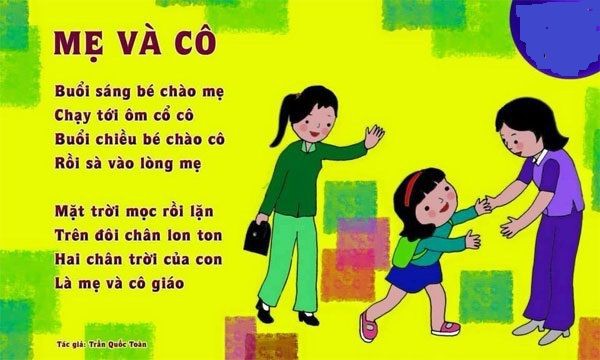 MẸ VÀ CÔ
Buổi sáng bé chào mẹ
Chạy tới ôm cổ cô
Buổi chiều bé chào cô
Rồi sà vào lòng mẹ
Mặt trời mọc rồi lặn
Trên đôi chân lon ton
Hai chân trời của con
Là mẹ và cô giáo
Tác giả: Trần Quốc Toàn